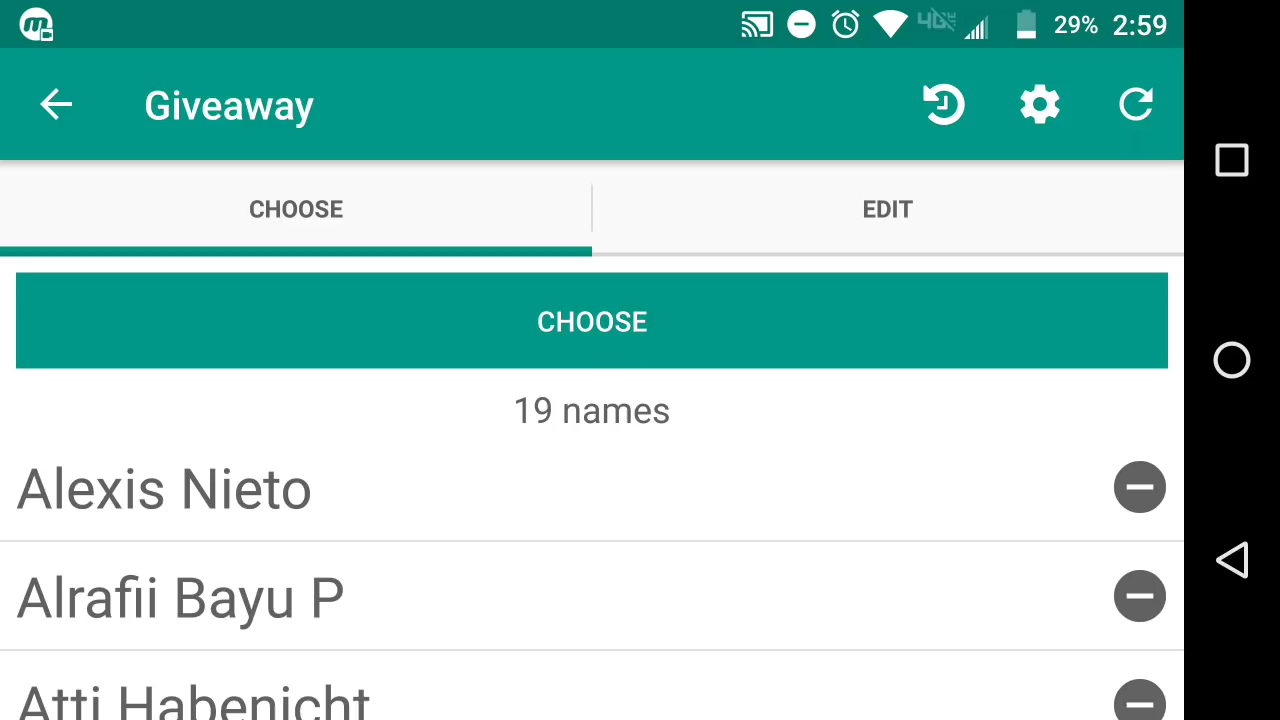 29% 2:59
Giveaway
CHOOSE EDIT
CHOOSE
19 names
Alexis Nieto
Alrafii Bayu P
Atti Habenicht